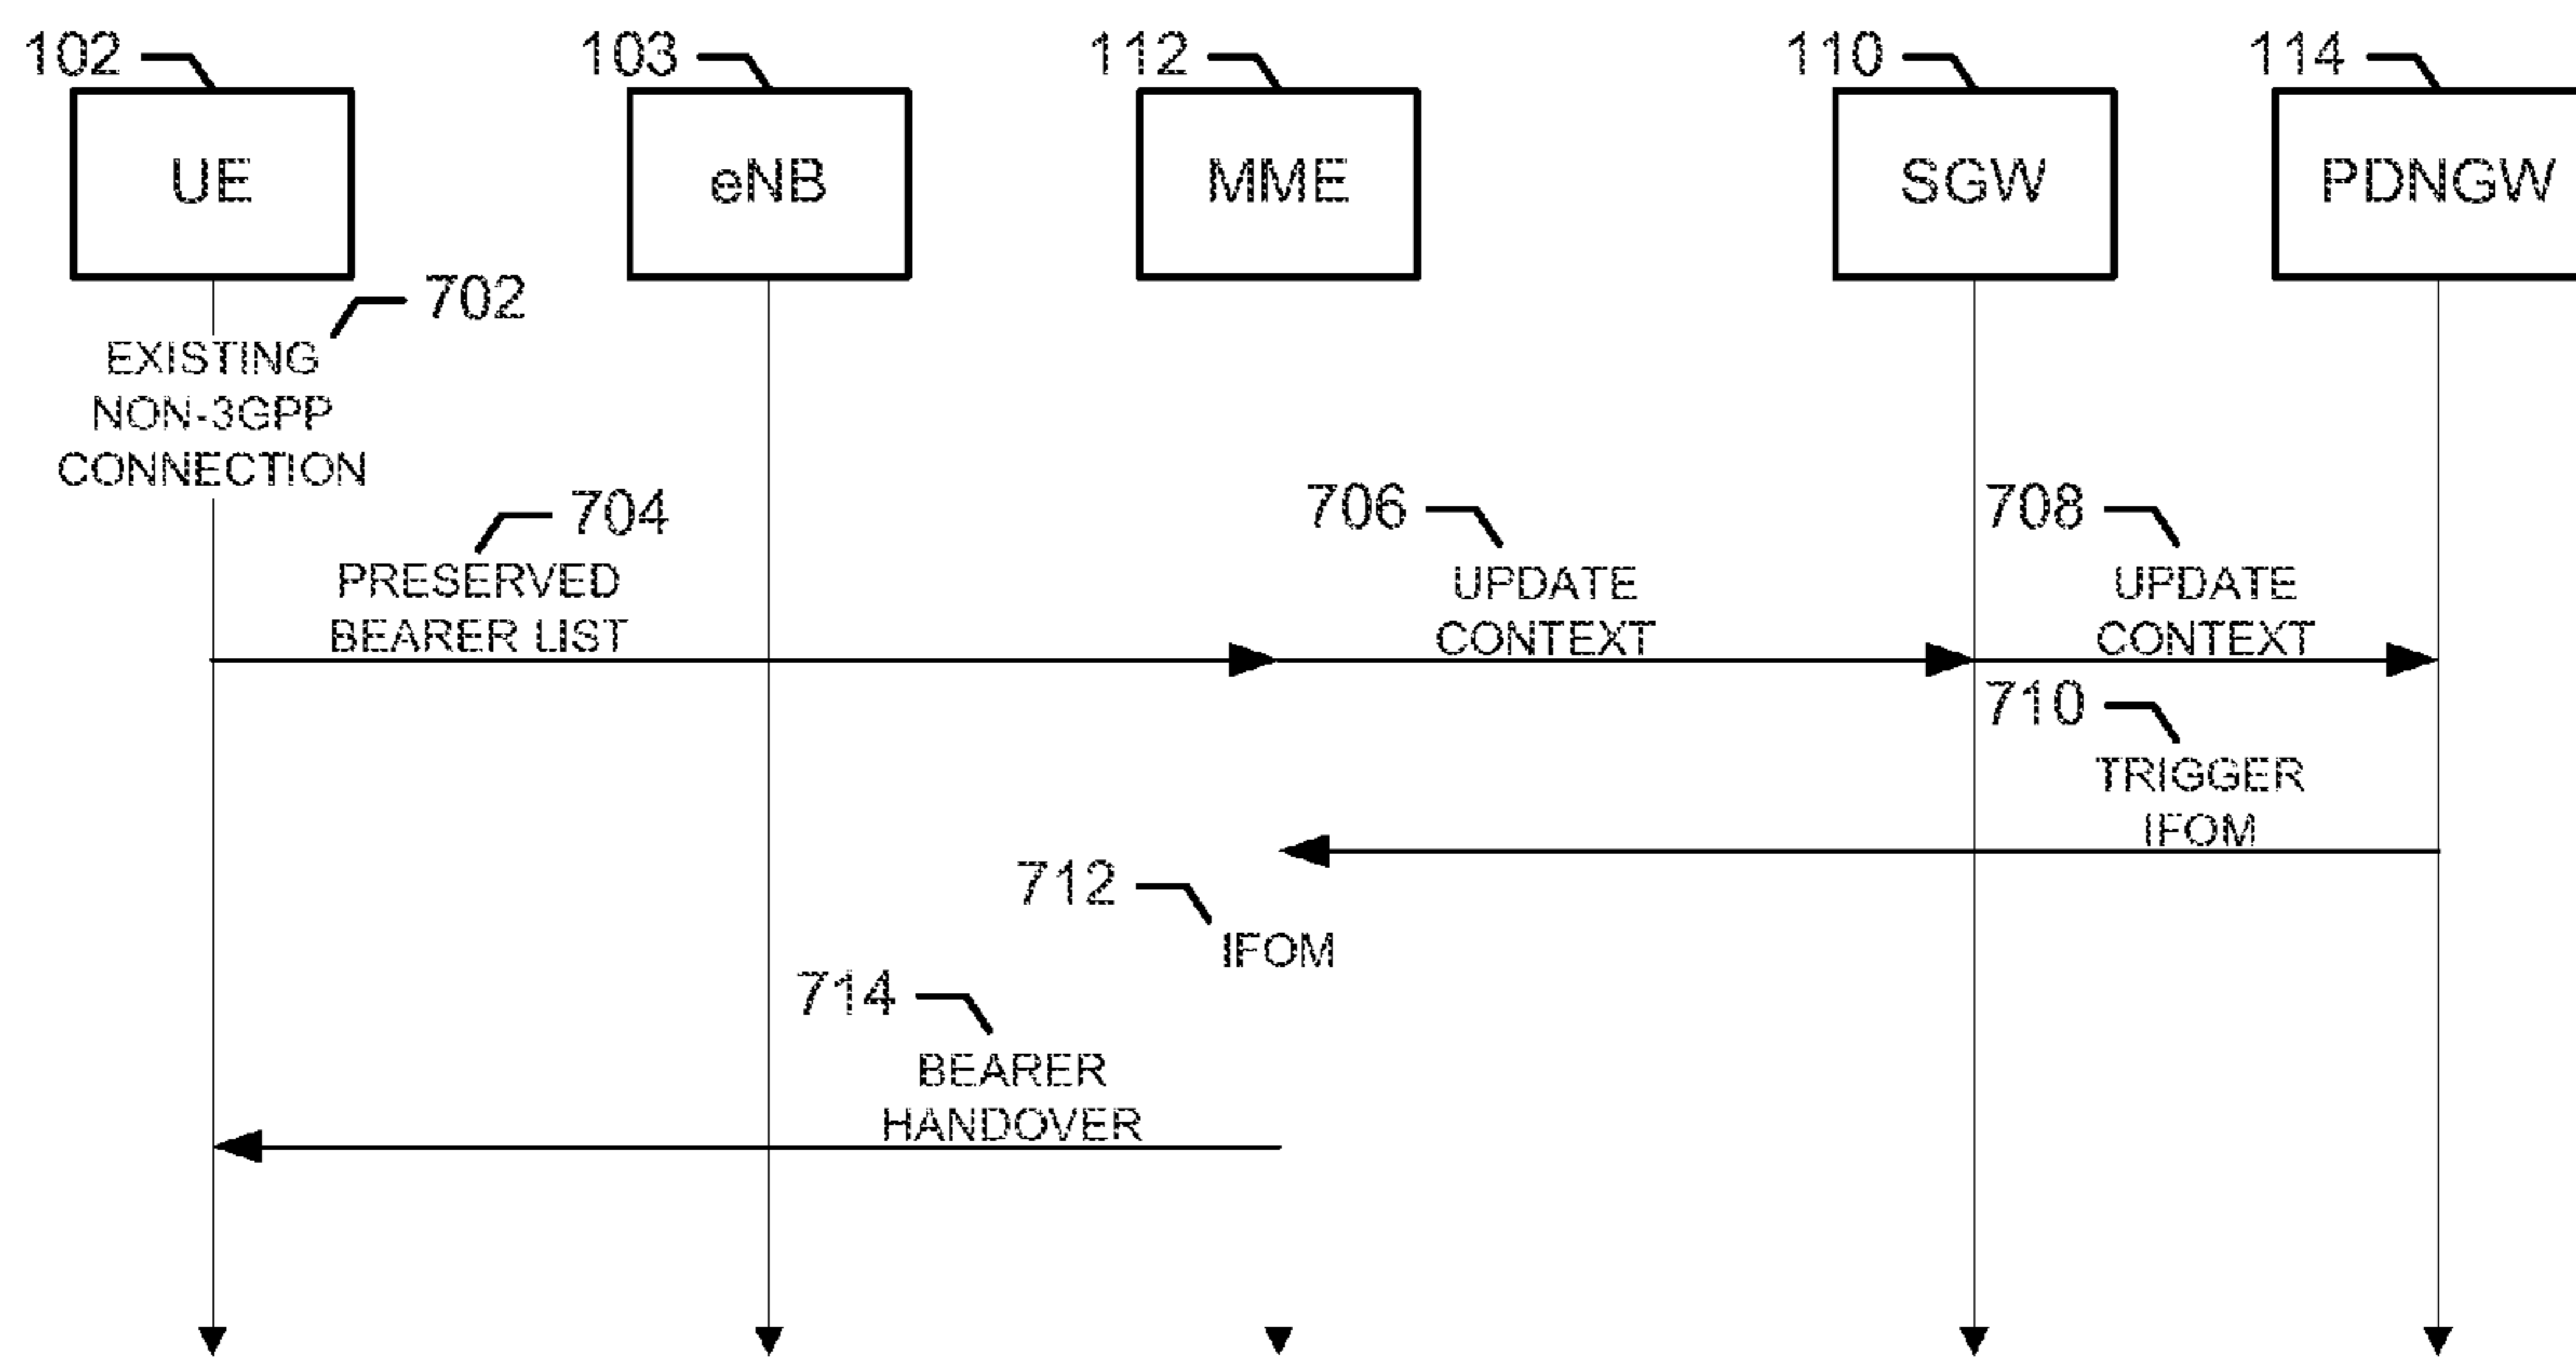 102
103
112
110
114
UE
eNB
MME
SGW
PDNGW
702
EXISTING
NON-3GPP
CONNECTION
704
PRESERVED
BEARER LIST
706
UPDATE
CONTEXT
708
UPDATE
CONTEXT
710
TRIGGER
IFOM
712
IFOM
714
BEARER
HANDOVER